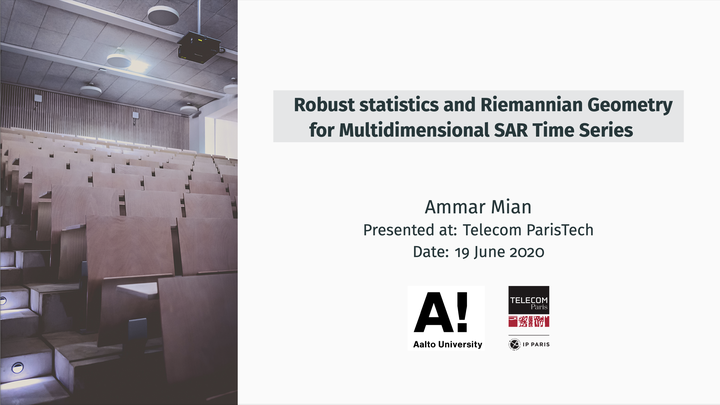 Robust statistics and Riemannian Geometry
for Multidimensional SAR Time Series
Ammar Mian
Presented at: Telecom ParisTech
Date: 19 June 2020
A!
Aalto University
TELECOM
Paris
IP PARIS